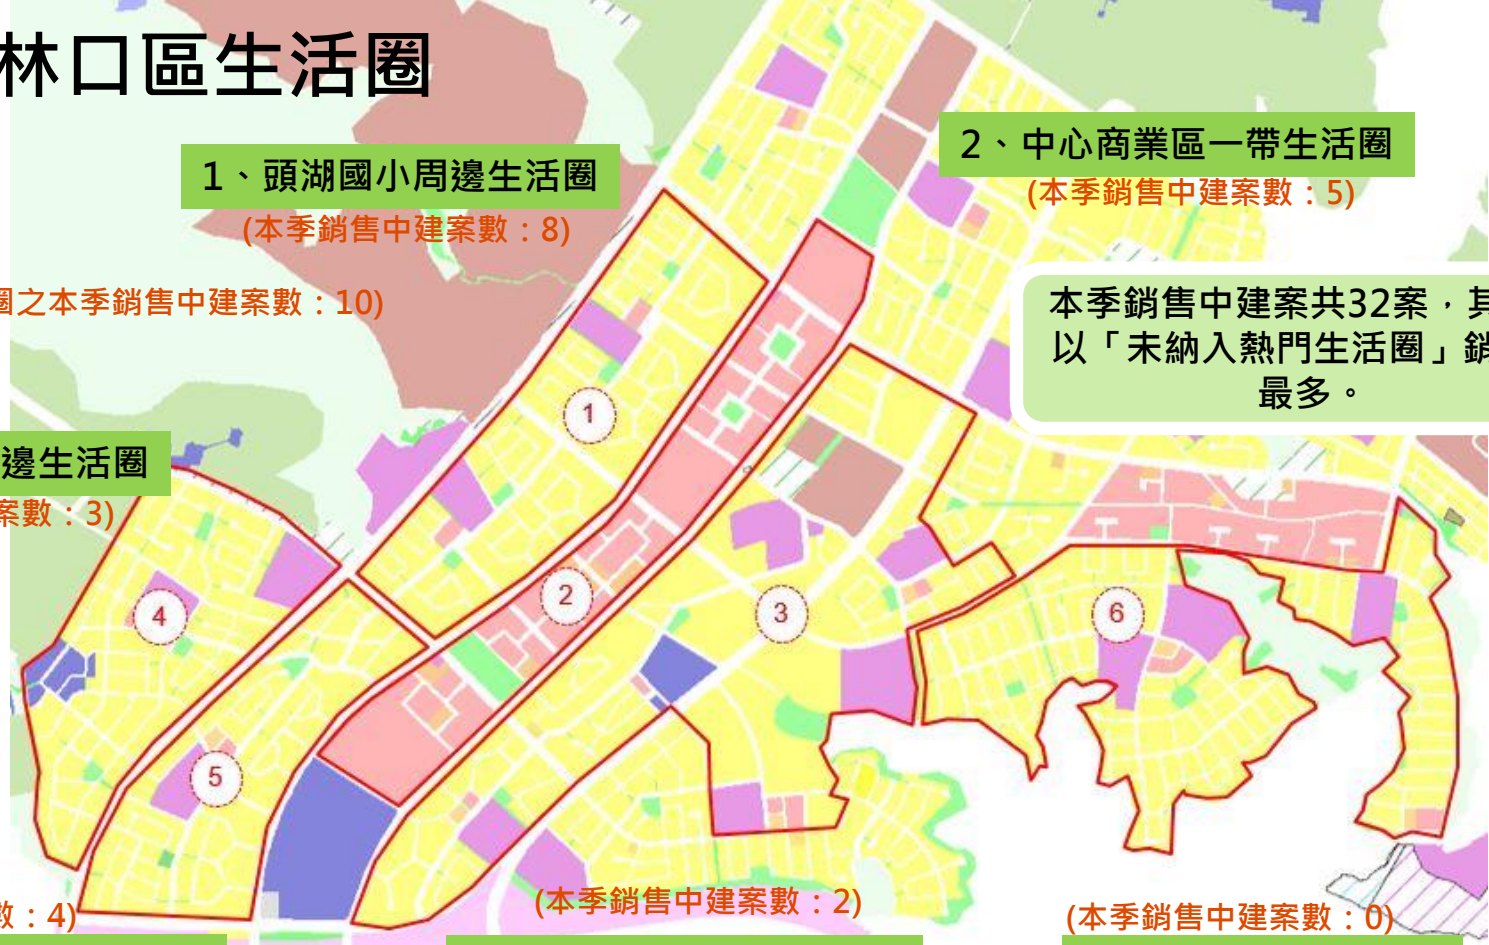 林口區生活圈
1、頭湖國小周邊生活圈
(本季銷售中建案數：8)
2、中心商業區一帶生活圈
(本季銷售中建案數：5)
圈之本季銷售中建案數：10)
本季銷售中建案共32案，其
以「未納入熱門生活圈」銷
最多。
邊生活圈
案數：3)
1
2
3
4
5
6
數：4)
(本季銷售中建案數：2)
(本季銷售中建案數：0)